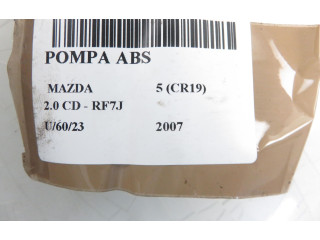 POMPA ABS
MAZDA 5 (CR19)
2.0 CD - RF7J
U/60/23 2007